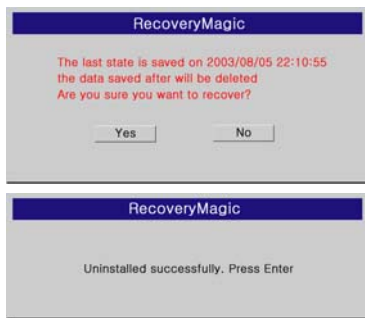 RecoveryMagic
The last state is saved on 2003/08/05 22:10:55
the data saved after will be deleted
Are you sure you want to recover?
Yes No
RecoveryMagic
Uninstalled successfully. Press Enter